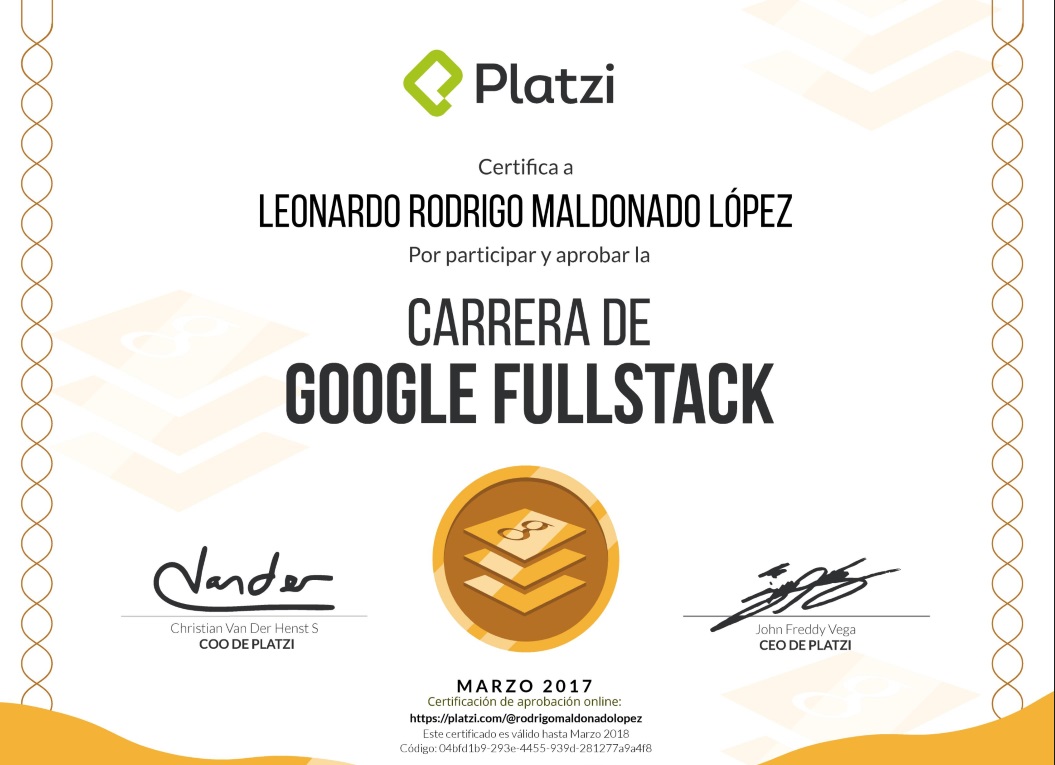 Platzi
Certifica a
LEONARDO RODRIGO MALDONADO LÓPEZ
Por participar y aprobar la
CARRERA DE
GOOGLE FULLSTACK
Vander
Christian Van Der Henst S
COO DE PLATZI
John Freddy Vega
CEO DE PLATZI
MARZO 2017
Certificación de aprobación online:
https://platzi.com/@rodrigomaldonadolopez
Este certificado es válido hasta Marzo 2018
Código: 04bfd1b9-293e-4455-939d-281277a9a4f8